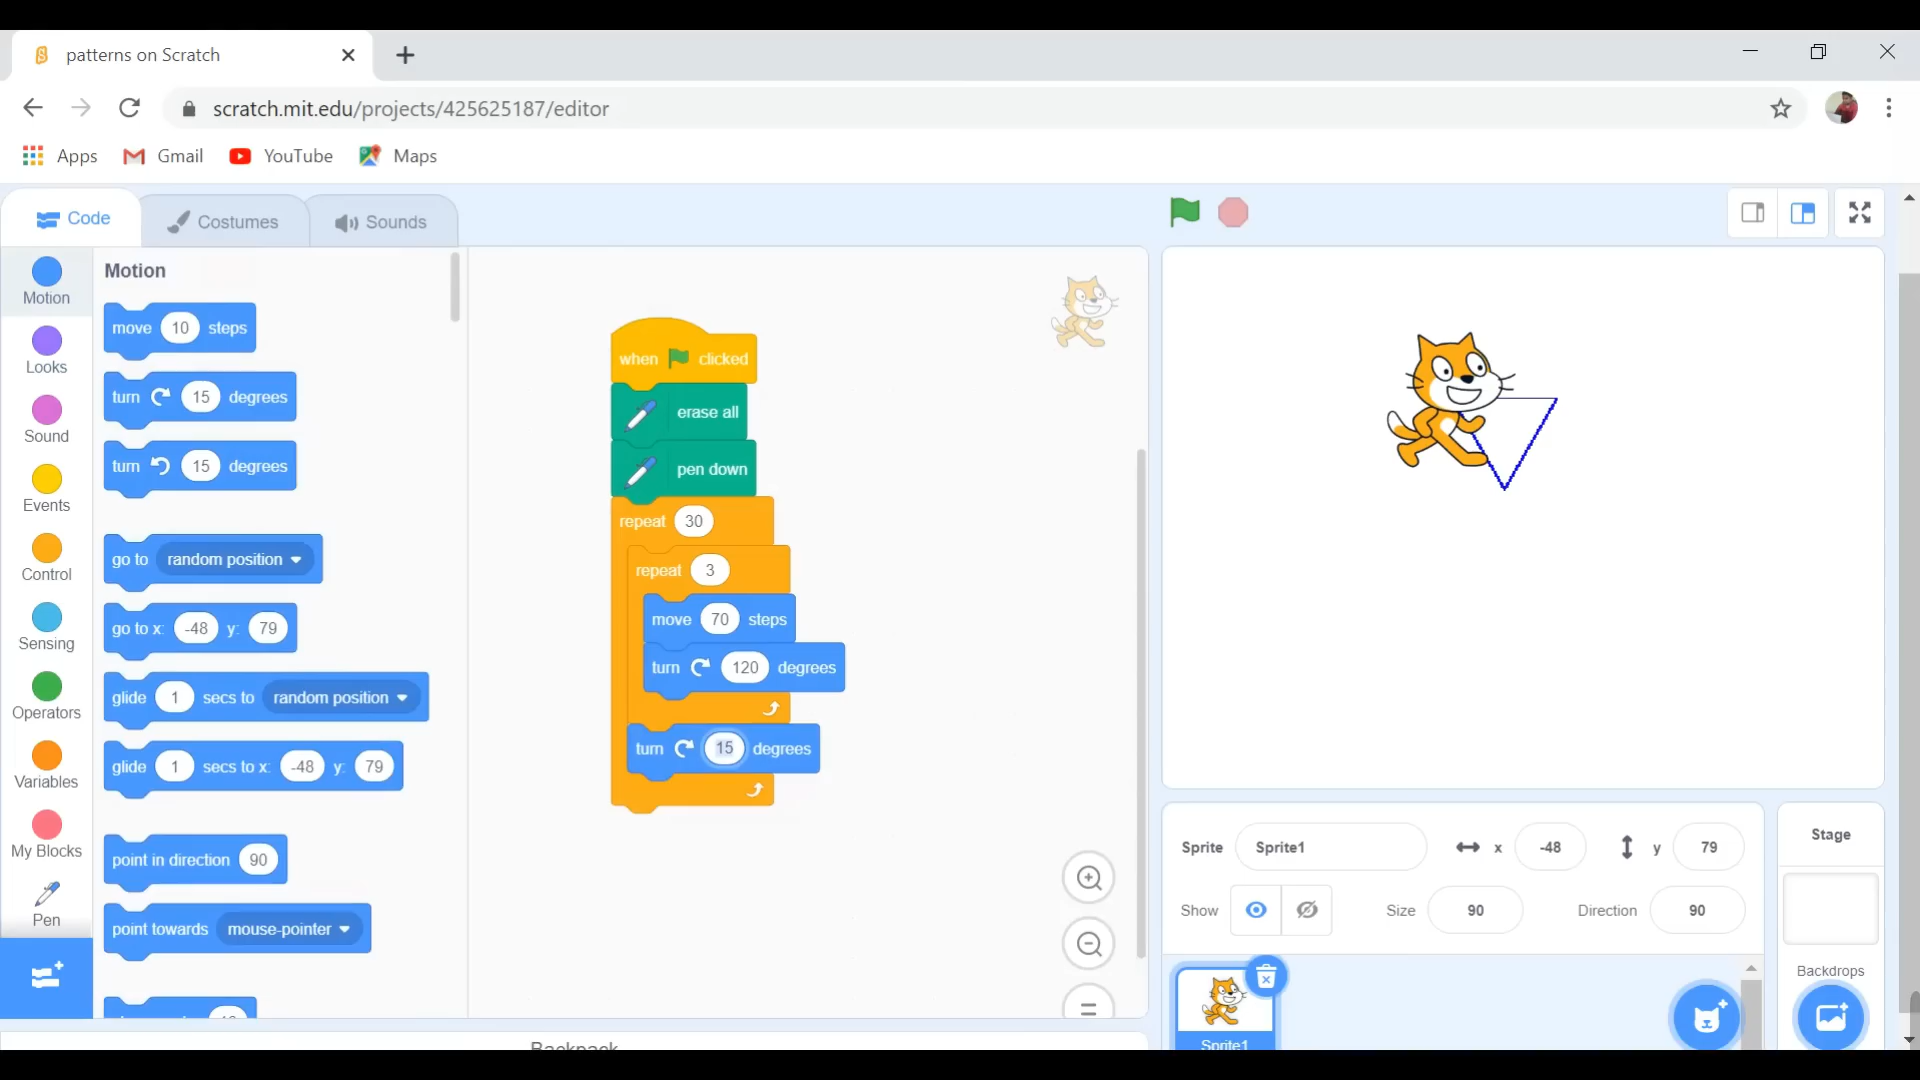 patterns on Scratch
scratch.mit.edu/projects/425625187/editor
Apps Gmail YouTube Maps
Code Costumes Sounds
Motion
Looks
Sound
Events
Control
Sensing
Operators
Variables
My Blocks
Pen
Motion
move 10 steps
turn 15 degrees
turn 15 degrees
go to random position
go to x: -48 y: 79
glide 1 secs to random position
glide 1 secs to x: -48 y: 79
point in direction 90
point towards mouse-pointer
when clicked
erase all
pen down
repeat 30
repeat 3
move 70 steps
turn 120 degrees
turn 15 degrees
Backpack
Sprite Sprite1 x -48 y 79
Show Size 90 Direction 90
Sprite1
Stage
Backdrops